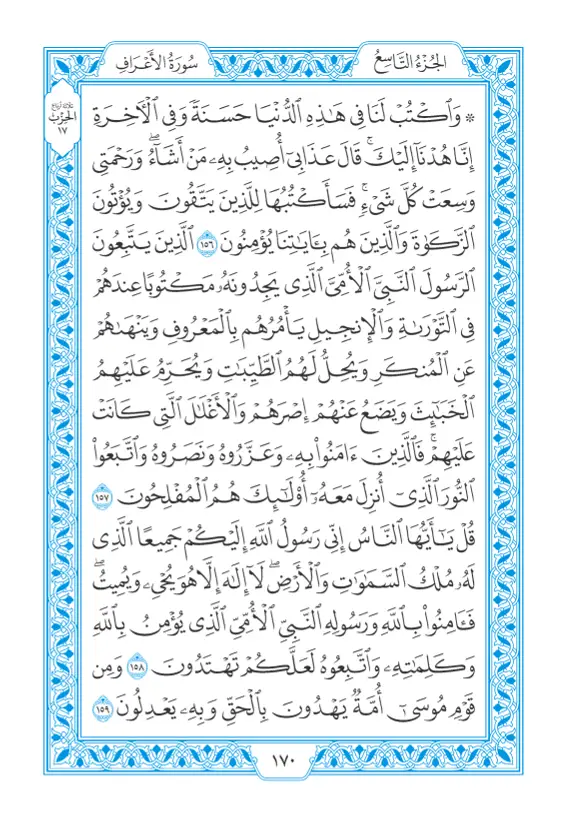 الجُزْءُ التَّاسِعُ
سُورَةُ الأَعْرَافِ
ثلاثة أرباع
الحِزْب
١٧
۞ وَٱكۡتُبۡ لَنَا فِي هَٰذِهِ ٱلدُّنۡيَا حَسَنَةٗ وَفِي ٱلۡأٓخِرَةِ
إِنَّا هُدۡنَآ إِلَيۡكَۚ قَالَ عَذَابِيٓ أُصِيبُ بِهِۦ مَنۡ أَشَآءُۖ وَرَحۡمَتِي
وَسِعَتۡ كُلَّ شَيۡءٖۚ فَسَأَكۡتُبُهَا لِلَّذِينَ يَتَّقُونَ وَيُؤۡتُونَ
ٱلزَّكَوٰةَ وَٱلَّذِينَ هُم بِـَٔايَٰتِنَا يُؤۡمِنُونَ ١٥٦ ٱلَّذِينَ يَتَّبِعُونَ
ٱلرَّسُولَ ٱلنَّبِيَّ ٱلۡأُمِّيَّ ٱلَّذِي يَجِدُونَهُۥ مَكۡتُوبًا عِندَهُمۡ
فِي ٱلتَّوۡرَىٰةِ وَٱلۡإِنجِيلِ يَأۡمُرُهُم بِٱلۡمَعۡرُوفِ وَيَنۡهَىٰهُمۡ
عَنِ ٱلۡمُنكَرِ وَيُحِلُّ لَهُمُ ٱلطَّيِّبَٰتِ وَيُحَرِّمُ عَلَيۡهِمُ
ٱلۡخَبَٰٓئِثَ وَيَضَعُ عَنۡهُمۡ إِصۡرَهُمۡ وَٱلۡأَغۡلَٰلَ ٱلَّتِي كَانَتۡ
عَلَيۡهِمۡۚ فَٱلَّذِينَ ءَامَنُواْ بِهِۦ وَعَزَّرُوهُ وَنَصَرُوهُ وَٱتَّبَعُواْ
ٱلنُّورَ ٱلَّذِيٓ أُنزِلَ مَعَهُۥٓ أُوْلَٰٓئِكَ هُمُ ٱلۡمُفۡلِحُونَ ١٥٧
قُلۡ يَٰٓأَيُّهَا ٱلنَّاسُ إِنِّي رَسُولُ ٱللَّهِ إِلَيۡكُمۡ جَمِيعًا ٱلَّذِي
لَهُۥ مُلۡكُ ٱلسَّمَٰوَٰتِ وَٱلۡأَرۡضِۖ لَآ إِلَٰهَ إِلَّا هُوَ يُحۡيِۦ وَيُمِيتُۖ
فَـَٔامِنُواْ بِٱللَّهِ وَرَسُولِهِ ٱلنَّبِيِّ ٱلۡأُمِّيِّ ٱلَّذِي يُؤۡمِنُ بِٱللَّهِ
وَكَلِمَٰتِهِۦ وَٱتَّبِعُوهُ لَعَلَّكُمۡ تَهۡتَدُونَ ١٥٨ وَمِن
قَوۡمِ مُوسَىٰٓ أُمَّةٞ يَهۡدُونَ بِٱلۡحَقِّ وَبِهِۦ يَعۡدِلُونَ ١٥٩
١٧٠